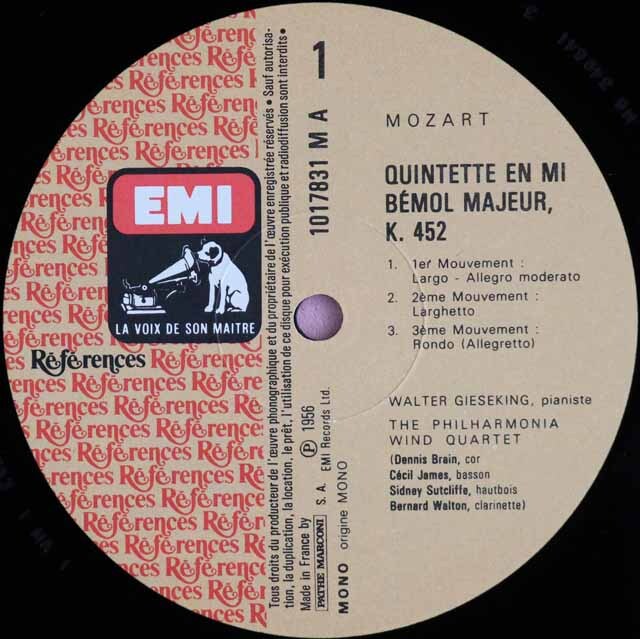 Références
EMI
LA VOIX DE SON MAITRE
Références
Tous droits du producteur de l'œuvre phonographique et du propriétaire de l'œuvre enregistrée réservés • Sauf autorisa-
tion, la duplication, la location, le prêt, l'utilisation de ce disque pour exécution publique et radiodiffusion sont interdits •
Made in France by
PATHE MARCONI S.A.
Ⓟ 1956
EMI Records Ltd.
MONO origine MONO
1017831 M A
1
MOZART
QUINTETTE EN MI
BÉMOL MAJEUR,
K. 452
1. 1er Mouvement :
Largo - Allegro moderato
2. 2ème Mouvement :
Larghetto
3. 3ème Mouvement :
Rondo (Allegretto)
WALTER GIESEKING, pianiste
THE PHILHARMONIA
WIND QUARTET
(Dennis Brain, cor
Cécil James, basson
Sidney Sutcliffe, hautbois
Bernard Walton, clarinette)